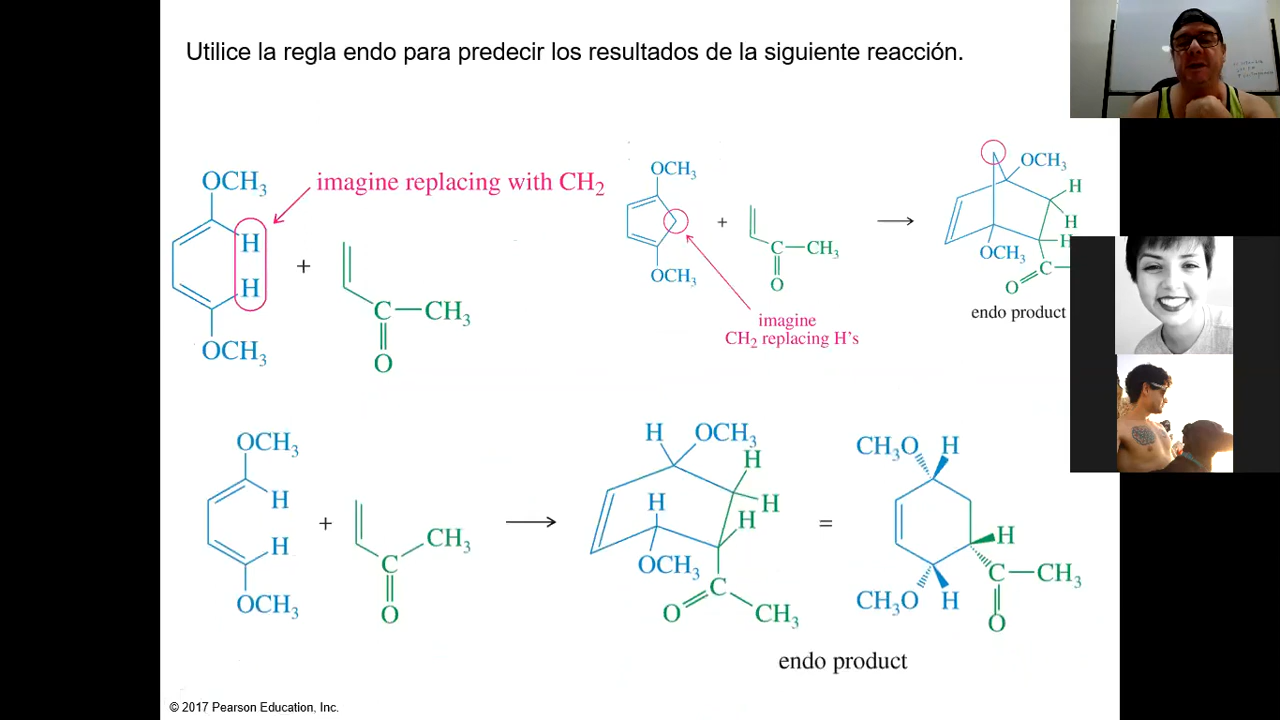 Utilice la regla endo para predecir los resultados de la siguiente reacción.
OCH3
imagine replacing with CH2
H
H
OCH3
+
C—CH3
O
OCH3
OCH3
+
C—CH3
O
imagine
CH2 replacing H's
OCH3
H
H
H
OCH3
C
O
endo product
OCH3
H
H
OCH3
+
CH3
C
O
H
OCH3
H
H
H
H
OCH3
C
O
CH3
=
CH3O
H
H
C—CH3
O
CH3O
H
endo product
© 2017 Pearson Education, Inc.